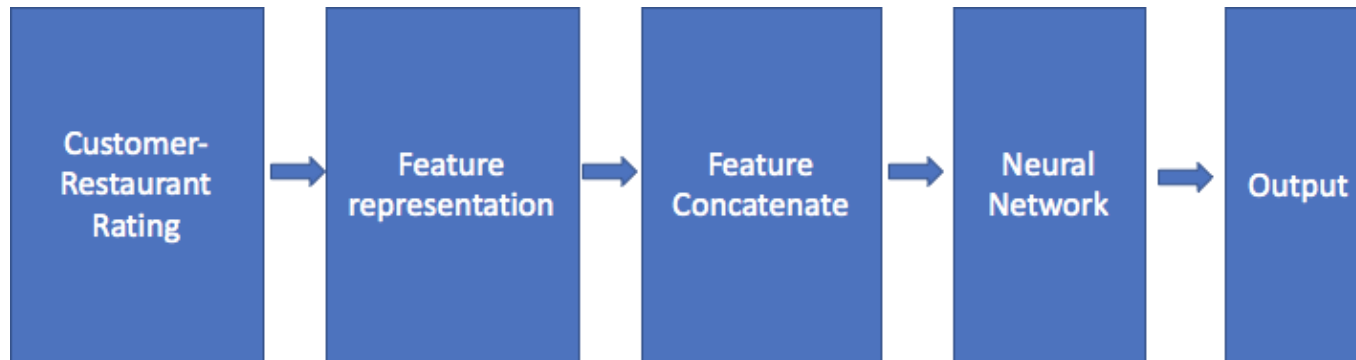 Customer-
Restaurant
Rating
Feature
representation
Feature
Concatenate
Neural
Network
Output